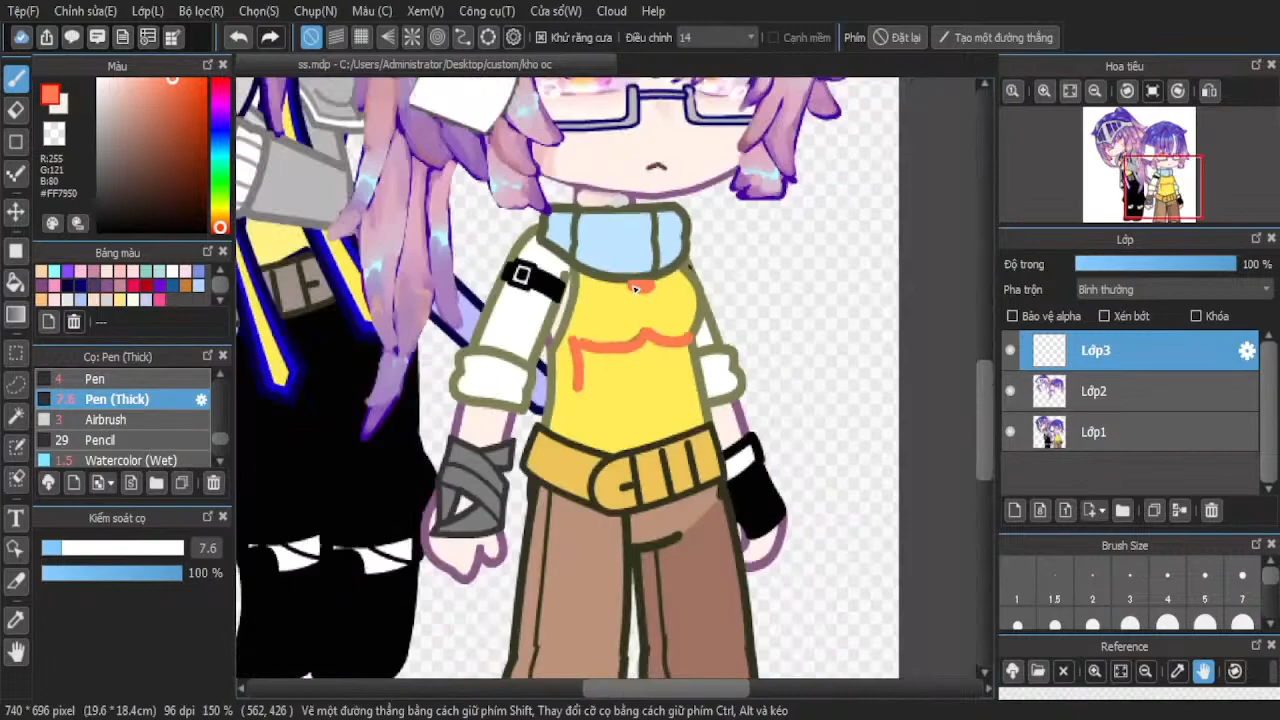 Tệp(F) Chỉnh sửa(E) Lớp(L) Bộ lọc(R) Chọn(S) Chụp(N) Màu (C) Xem(V) Công cụ(T) Cửa sổ(W) Cloud Help
Khử răng cưa Điều chỉnh 14 Cạnh mềm Phím Đặt lại Tạo một đường thẳng
Màu
ss.mdp - C:/Users/Administrator/Desktop/custom/kho oc
Hoa tiêu
R:255
G:121
B:80
#FF7950
Bảng màu
---
Cọ: Pen (Thick)
4 Pen
7.6 Pen (Thick)
3 Airbrush
29 Pencil
1.5 Watercolor (Wet)
Kiểm soát cọ
7.6
100 %
Lớp
Độ trong 100 %
Pha trộn Bình thường
Bảo vệ alpha Xén bớt Khóa
Lớp3
Lớp2
Lớp1
Brush Size
1 1.5 2 3 4 5 7
Reference
740 * 696 pixel (19.6 * 18.4cm) 96 dpi 150 % ( 562, 426 ) Vẽ một đường thẳng bằng cách giữ phím Shift, Thay đổi cỡ cọ bằng cách giữ phím Ctrl, Alt và kéo